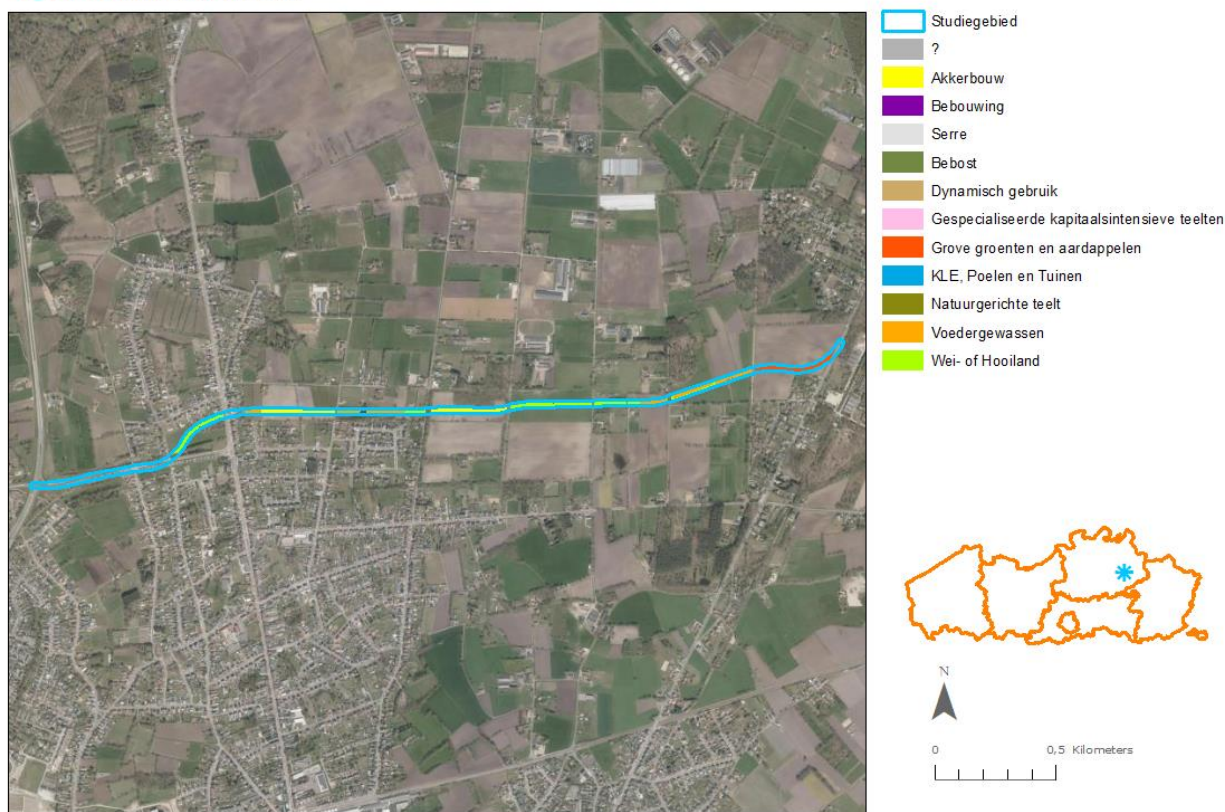 Studiegebied
?
Akkerbouw
Bebouwing
Serre
Bebost
Dynamisch gebruik
Gespecialiseerde kapitaalsintensieve teelten
Grove groenten en aardappelen
KLE, Poelen en Tuinen
Natuurgerichte teelt
Voedergewassen
Wei- of Hooiland
N
0 0,5 Kilometers